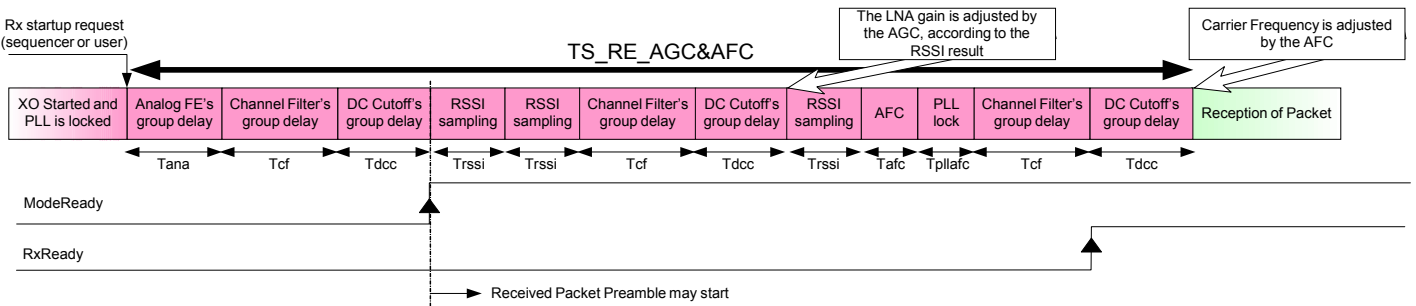 Rx startup request
(sequencer or user)
TS_RE_AGC&AFC
The LNA gain is adjusted by
the AGC, according to the
RSSI result
Carrier Frequency is adjusted
by the AFC
XO Started and
PLL is locked
Analog FE's
group delay
Channel Filter's
group delay
DC Cutoff's
group delay
RSSI
sampling
RSSI
sampling
Channel Filter's
group delay
DC Cutoff's
group delay
RSSI
sampling
AFC
PLL
lock
Channel Filter's
group delay
DC Cutoff's
group delay
Reception of Packet
Tana
Tcf
Tdcc
Trssi
Trssi
Tcf
Tdcc
Trssi
Tafc
Tpllafc
Tcf
Tdcc
ModeReady
RxReady
Received Packet Preamble may start